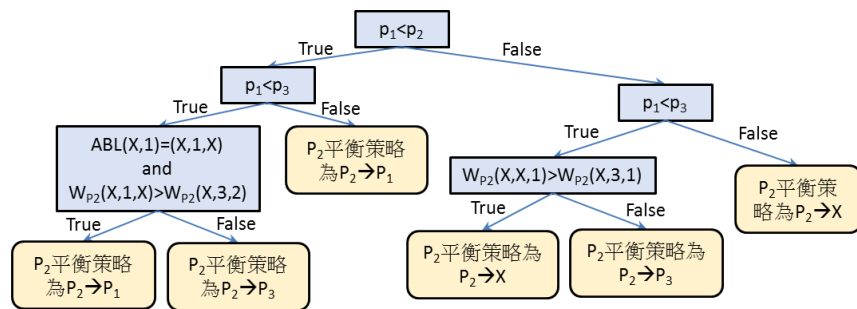 p₁<p₂
True
False
p₁<p₃
p₁<p₃
True
False
True
False
ABL(X,1)=(X,1,X)
and
W_P2(X,1,X)>W_P2(X,3,2)
P₂平衡策略
為P₂→P₁
W_P2(X,X,1)>W_P2(X,3,1)
P₂平衡策
略為P₂→X
True
False
True
False
P₂平衡策略
為P₂→P₁
P₂平衡策略
為P₂→P₃
P₂平衡策略為
P₂→X
P₂平衡策略為
P₂→P₃